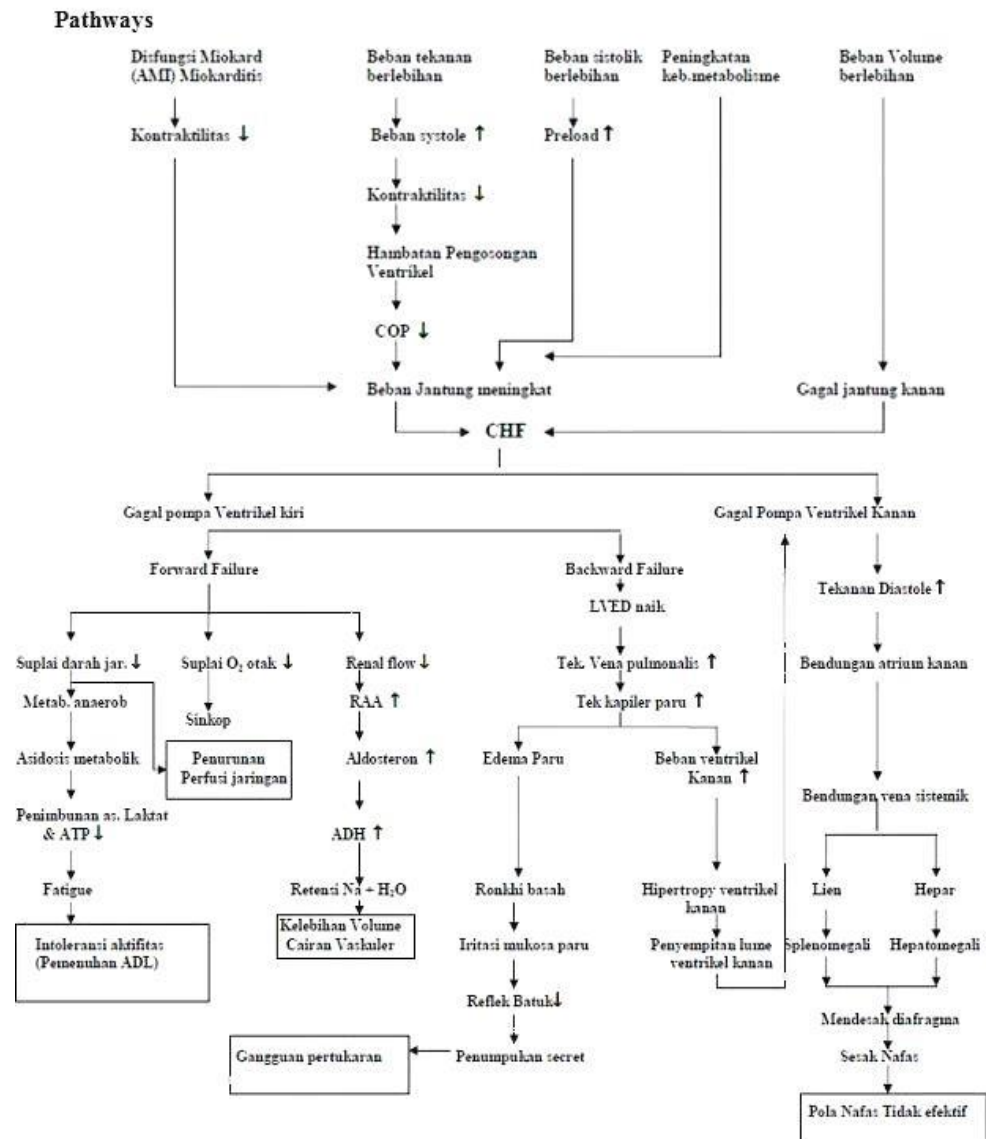 Pathways
Disfungsi Miokard
(AMI) Miokarditis
Beban tekanan
berlebihan
Beban sistolik
berlebihan
Peningkatan
keb.metabolisme
Beban Volume
berlebihan
Kontraktilitas ↓
Beban systole ↑
Preload ↑
Kontraktilitas ↓
Hambatan Pengosongan
Ventrikel
COP ↓
Beban Jantung meningkat
Gagal jantung kanan
CHF
Gagal pompa Ventrikel kiri
Gagal Pompa Ventrikel Kanan
Forward Failure
Backward Failure
Tekanan Diastole ↑
LVED naik
Suplai darah jar. ↓
Suplai O₂ otak ↓
Renal flow ↓
Tek. Vena pulmonalis ↑
Bendungan atrium kanan
Metab. anaerob
RAA ↑
Tek kapiler paru ↑
Sinkop
Asidosis metabolik
Penurunan
Perfusi jaringan
Aldosteron ↑
Edema Paru
Beban ventrikel
Kanan ↑
Bendungan vena sistemik
Penimbunan as. Laktat
& ATP ↓
ADH ↑
Fatigue
Retensi Na + H₂O
Ronkhi basah
Hipertropy ventrikel
kanan
Lien
Hepar
Kelebihan Volume
Cairan Vaskuler
Intoleransi aktifitas
(Pemenuhan ADL)
Iritasi mukosa paru
Penyempitan lume
ventrikel kanan
Splenomegali
Hepatomegali
Reflek Batuk↓
Mendesak diafragma
Gangguan pertukaran
Penumpukan secret
Sesak Nafas
Pola Nafas Tidak efektif